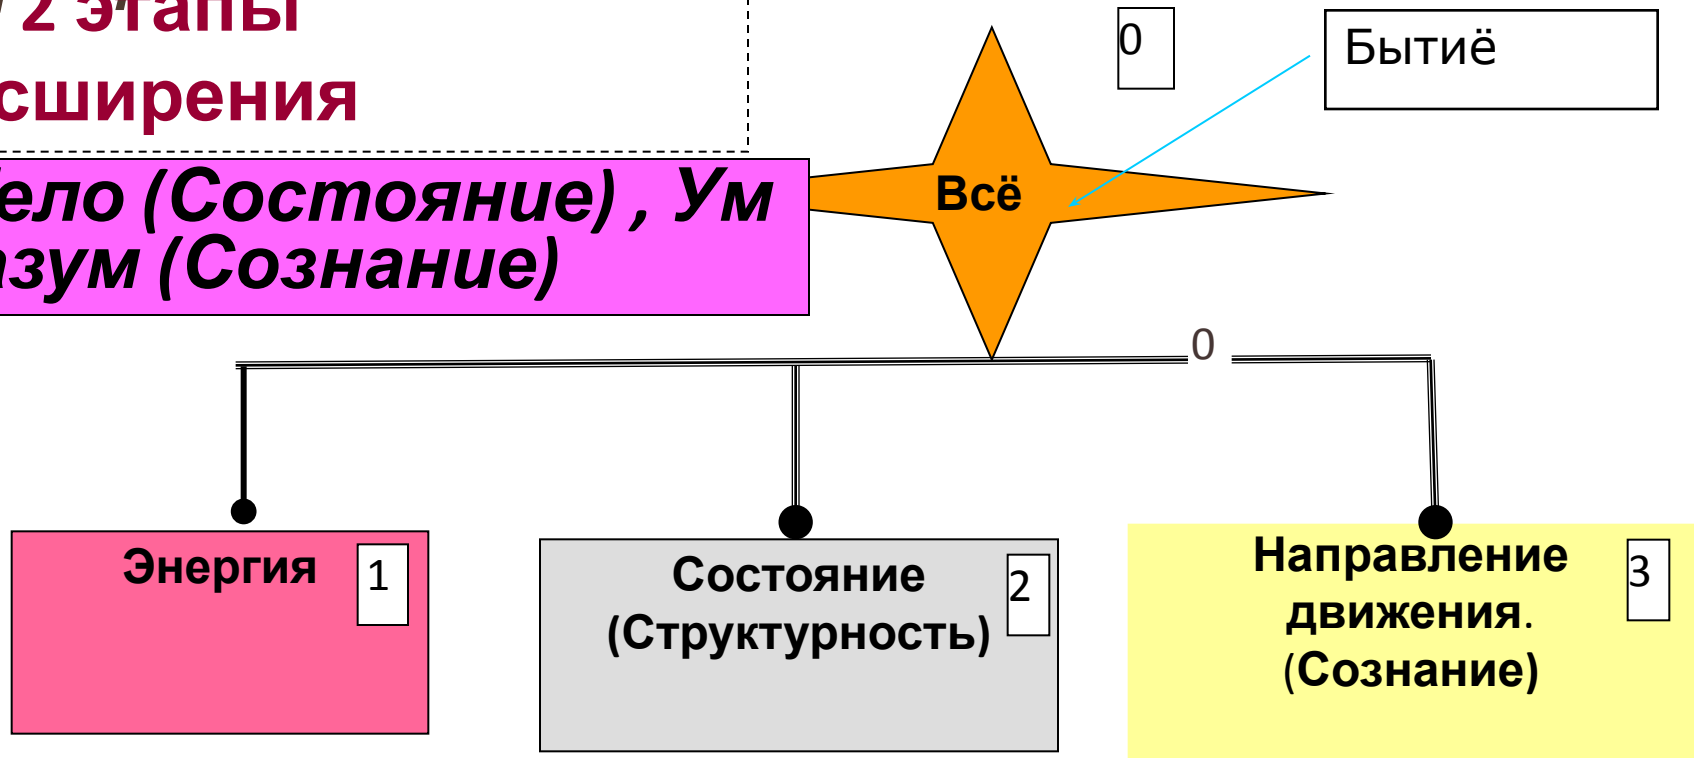 2 этапы
сширения
ело (Состояние) , Ум
азум (Сознание)
0
Бытиё
Всё
0
Энергия
1
Состояние
(Структурность)
2
Направление
движения.
(Сознание)
3